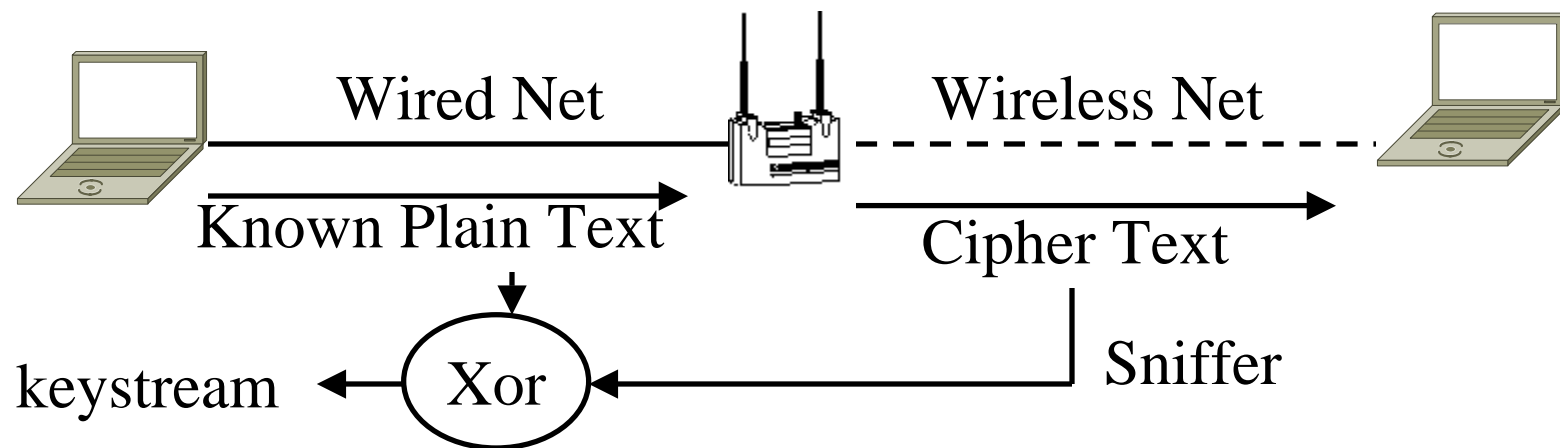 Wired Net
Wireless Net
Known Plain Text
Cipher Text
Sniffer
Xor
keystream